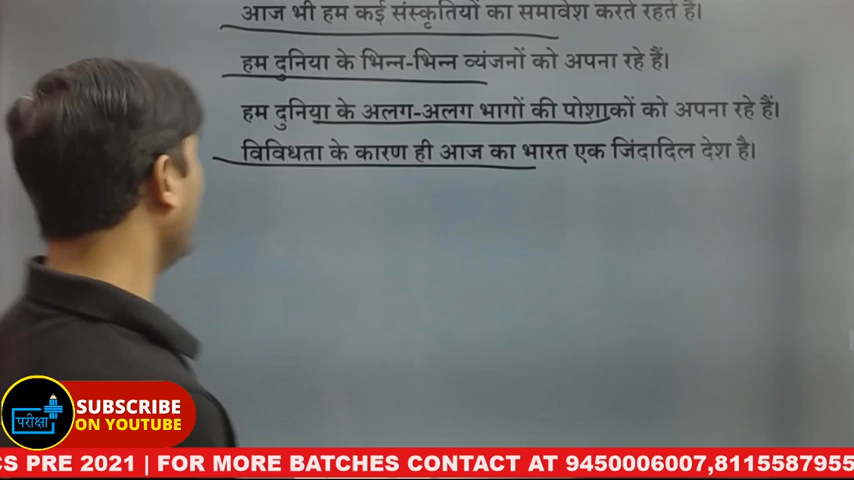 आज भी हम कई संस्कृतियों का समावेश करते रहते हैं।
हम दुनिया के भिन्न-भिन्न व्यंजनों को अपना रहे हैं।
हम दुनिया के अलग-अलग भागों की पोशाकों को अपना रहे हैं।
विविधता के कारण ही आज का भारत एक जिंदादिल देश है।
परीक्षा
SUBSCRIBE
ON YOUTUBE
CS PRE 2021 | FOR MORE BATCHES CONTACT AT 9450006007,8115587955